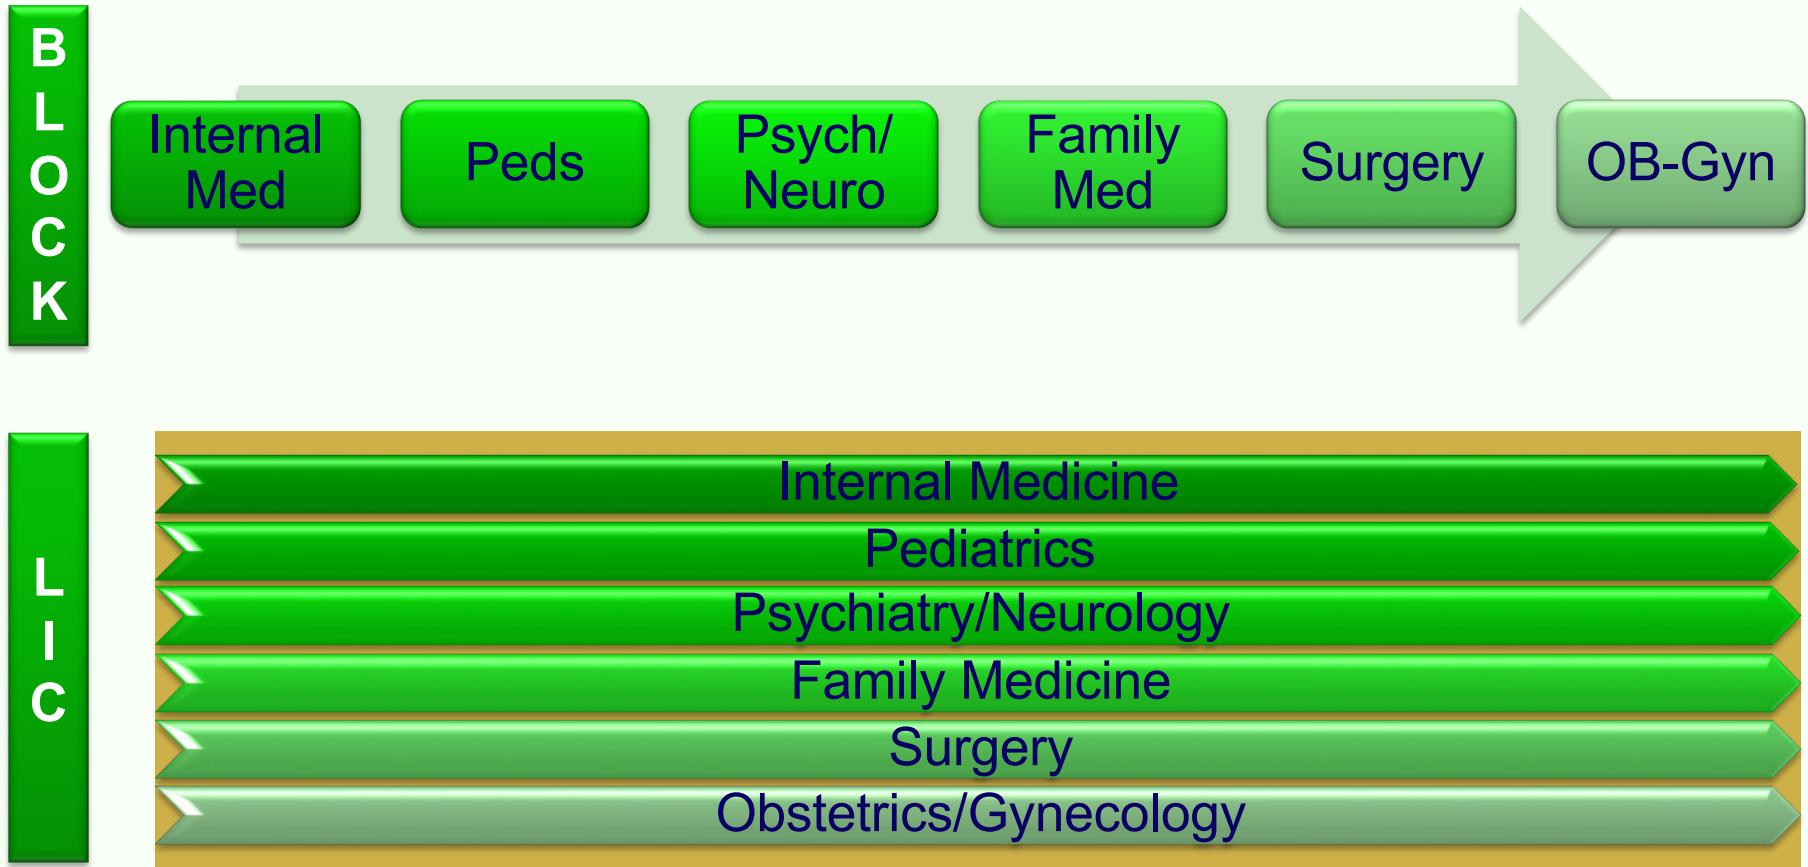 BLOCK
Internal
Med
Peds
Psych/
Neuro
Family
Med
Surgery
OB-Gyn
LIC
Internal Medicine
Pediatrics
Psychiatry/Neurology
Family Medicine
Surgery
Obstetrics/Gynecology